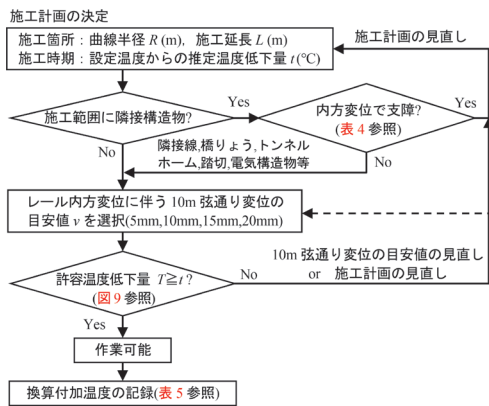 施工計画の決定
施工箇所：曲線半径 R (m)，施工延長 L (m)
施工時期：設定温度からの推定温度低下量 t (℃)
施工計画の見直し
施工範囲に隣接構造物?
Yes
内方変位で支障?
(表 4 参照)
Yes
隣接線,橋りょう,トンネル
ホーム,踏切,電気構造物等
No
No
レール内方変位に伴う 10m 弦通り変位の
目安値 v を選択(5mm,10mm,15mm,20mm)
許容温度低下量 T≧t ?
(図 9 参照)
No
10m 弦通り変位の目安値の見直し
or 施工計画の見直し
Yes
作業可能
換算付加温度の記録(表 5 参照)